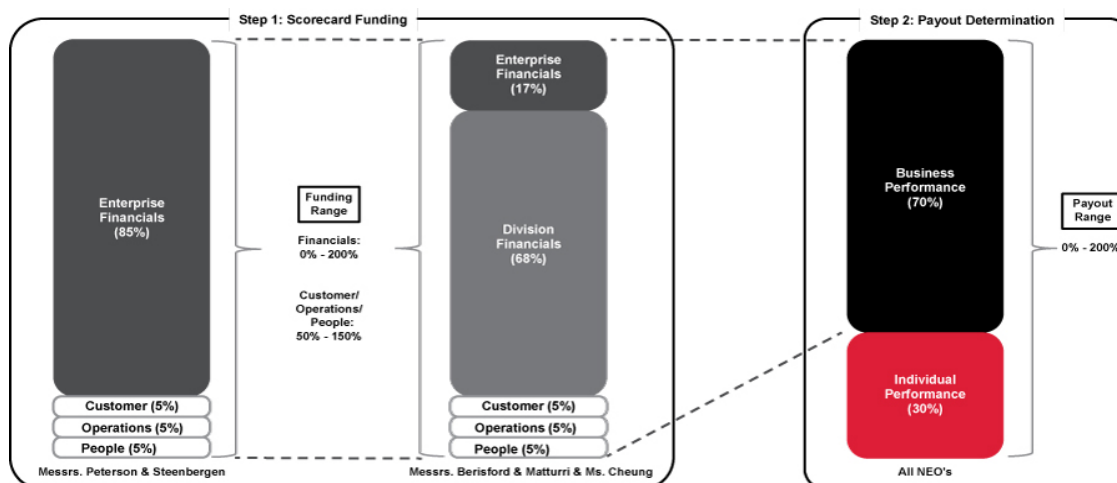 Step 1: Scorecard Funding
Enterprise
Financials
(85%)
Customer (5%)
Operations (5%)
People (5%)
Messrs. Peterson & Steenbergen
Funding
Range
Financials:
0% - 200%
Customer/
Operations/
People:
50% - 150%
Enterprise
Financials
(17%)
Division
Financials
(68%)
Customer (5%)
Operations (5%)
People (5%)
Messrs. Berisford & Matturri & Ms. Cheung
Step 2: Payout Determination
Business
Performance
(70%)
Individual
Performance
(30%)
All NEO's
Payout
Range
0% - 200%